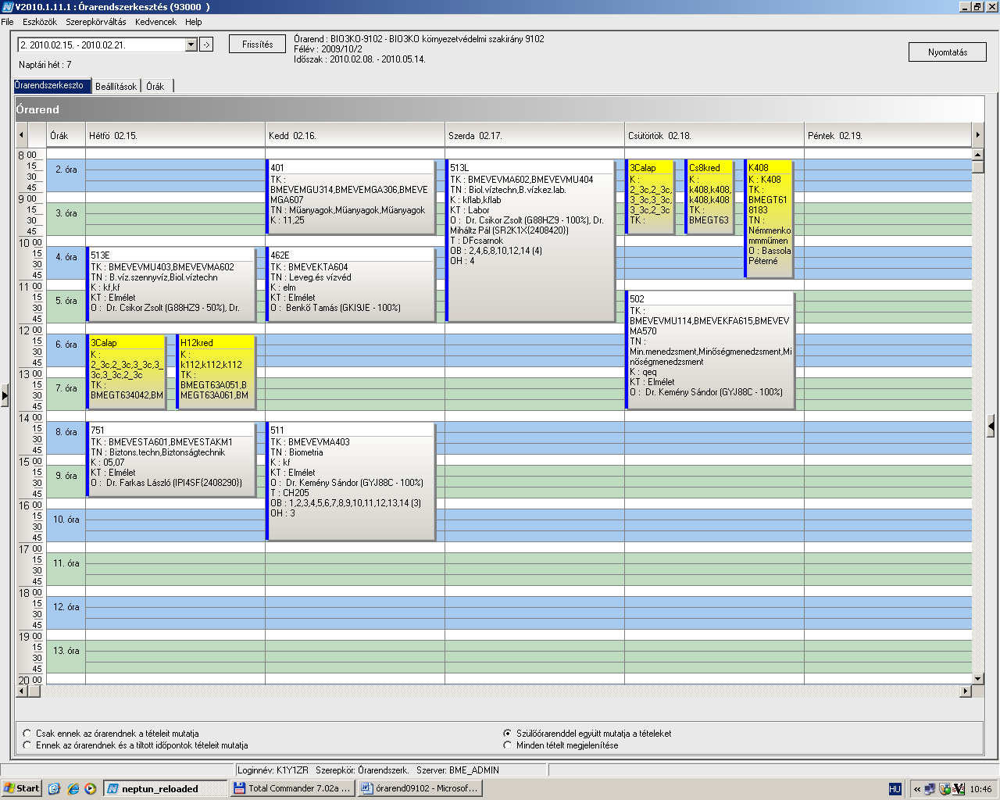 V2010.1.11.1 : Órarendszerkesztés (93000 )
File Eszközök Szerepkörváltás Kedvencek Help
2. 2010.02.15. - 2010.02.21.
->
Frissítés
Órarend : BIO3KO-9102 - BIO3KO környezetvédelmi szakirány 9102
Félév : 2009/10/2
Időszak : 2010.02.08. - 2010.05.14.
Nyomtatás
Naptári hét : 7
Órarendszerkeszto Beállítások Órák
Órarend
Órák Hétfő 02.15. Kedd 02.16. Szerda 02.17. Csütörtök 02.18. Péntek 02.19.
8 00
15
30
45
9 00
15
30
45
10 00
15
30
45
11 00
15
30
45
12 00
15
30
45
13 00
15
30
45
14 00
15
30
45
15 00
15
30
45
16 00
15
30
45
17 00
15
30
45
18 00
15
30
45
19 00
15
30
45
20 00
2. óra
3. óra
4. óra
5. óra
6. óra
7. óra
8. óra
9. óra
10. óra
11. óra
12. óra
13. óra
513E
TK : BMEVEVMU403,BMEVEVMA602
TN : B.víz.szennyvíz,Biol.víztechn
K : kf,kf
KT : Elmélet
O : Dr. Csikor Zsolt (G88HZ9 - 50%), Dr.
3Calap
K :
2_3c,2_3c,3_3c,3_
3c,3_3c,2_3c
TK :
BMEGT634042,BM
H12kred
K :
k112,k112,k112
TK :
BMEGT63A051,B
MEGT63A061,BM
751
TK : BMEVESTA601,BMEVESTAKM1
TN : Biztons.techn,Biztonságtechnik
K : 05,07
KT : Elmélet
O : Dr. Farkas László (IPI4SF{2408290})
401
TK :
BMEVEMGU314,BMEVEMGA306,BMEVE
MGA607
TN : Műanyagok,Műanyagok,Műanyagok
K : 11,25
462E
TK : BMEVEKTA604
TN : Leveg.és vízvéd
K : elm
KT : Elmélet
O : Benkő Tamás (GKI9JE - 100%)
511
TK : BMEVEVMA403
TN : Biometria
K : kf
KT : Elmélet
O : Dr. Kemény Sándor (GYJ88C - 100%)
T : CH205
OB : 1,2,3,4,5,6,7,8,9,10,11,12,13,14 (3)
OH : 3
513L
TK : BMEVEVMA602,BMEVEVMU404
TN : Biol.víztechn,B.vízkez.lab.
K : kflab,kflab
KT : Labor
O : Dr. Csikor Zsolt (G88HZ9 - 100%), Dr.
Miháltz Pál (SR2K1X{2408420})
T : DFcsarnok
OB : 2,4,6,8,10,12,14 (4)
OH : 4
3Calap
K :
2_3c,2_3c,
3_3c,3_3c,
3_3c,2_3c
TK :
Cs8kred
K :
k408,k408,
k408,k408
TK :
BMEGT63
K408
K : K408
TK :
BMEGT61
8183
TN :
Némmenko
mmműmen
O : Bassola
Péterné
502
TK :
BMEVEVMU114,BMEVEKFA615,BMEVEV
MA570
TN :
Min.menedzsment,Minőségmenedzsment,Mi
nőségmenedzsment
K : qeq
KT : Elmélet
O : Dr. Kemény Sándor (GYJ88C - 100%)
Csak ennek az órarendnek a tételeit mutatja
Ennek az órarendnek és a tiltott időpontok tételeit mutatja
Szülőórarenddel együtt mutatja a tételeket
Minden tételt megjelenítése
Loginnév: K1Y1ZR Szerepkör: Órarendszerk. Szerver: BME_ADMIN
Start neptun_reloaded Total Commander 7.02a ... órarend09102 - Microsof... HU « 10:46